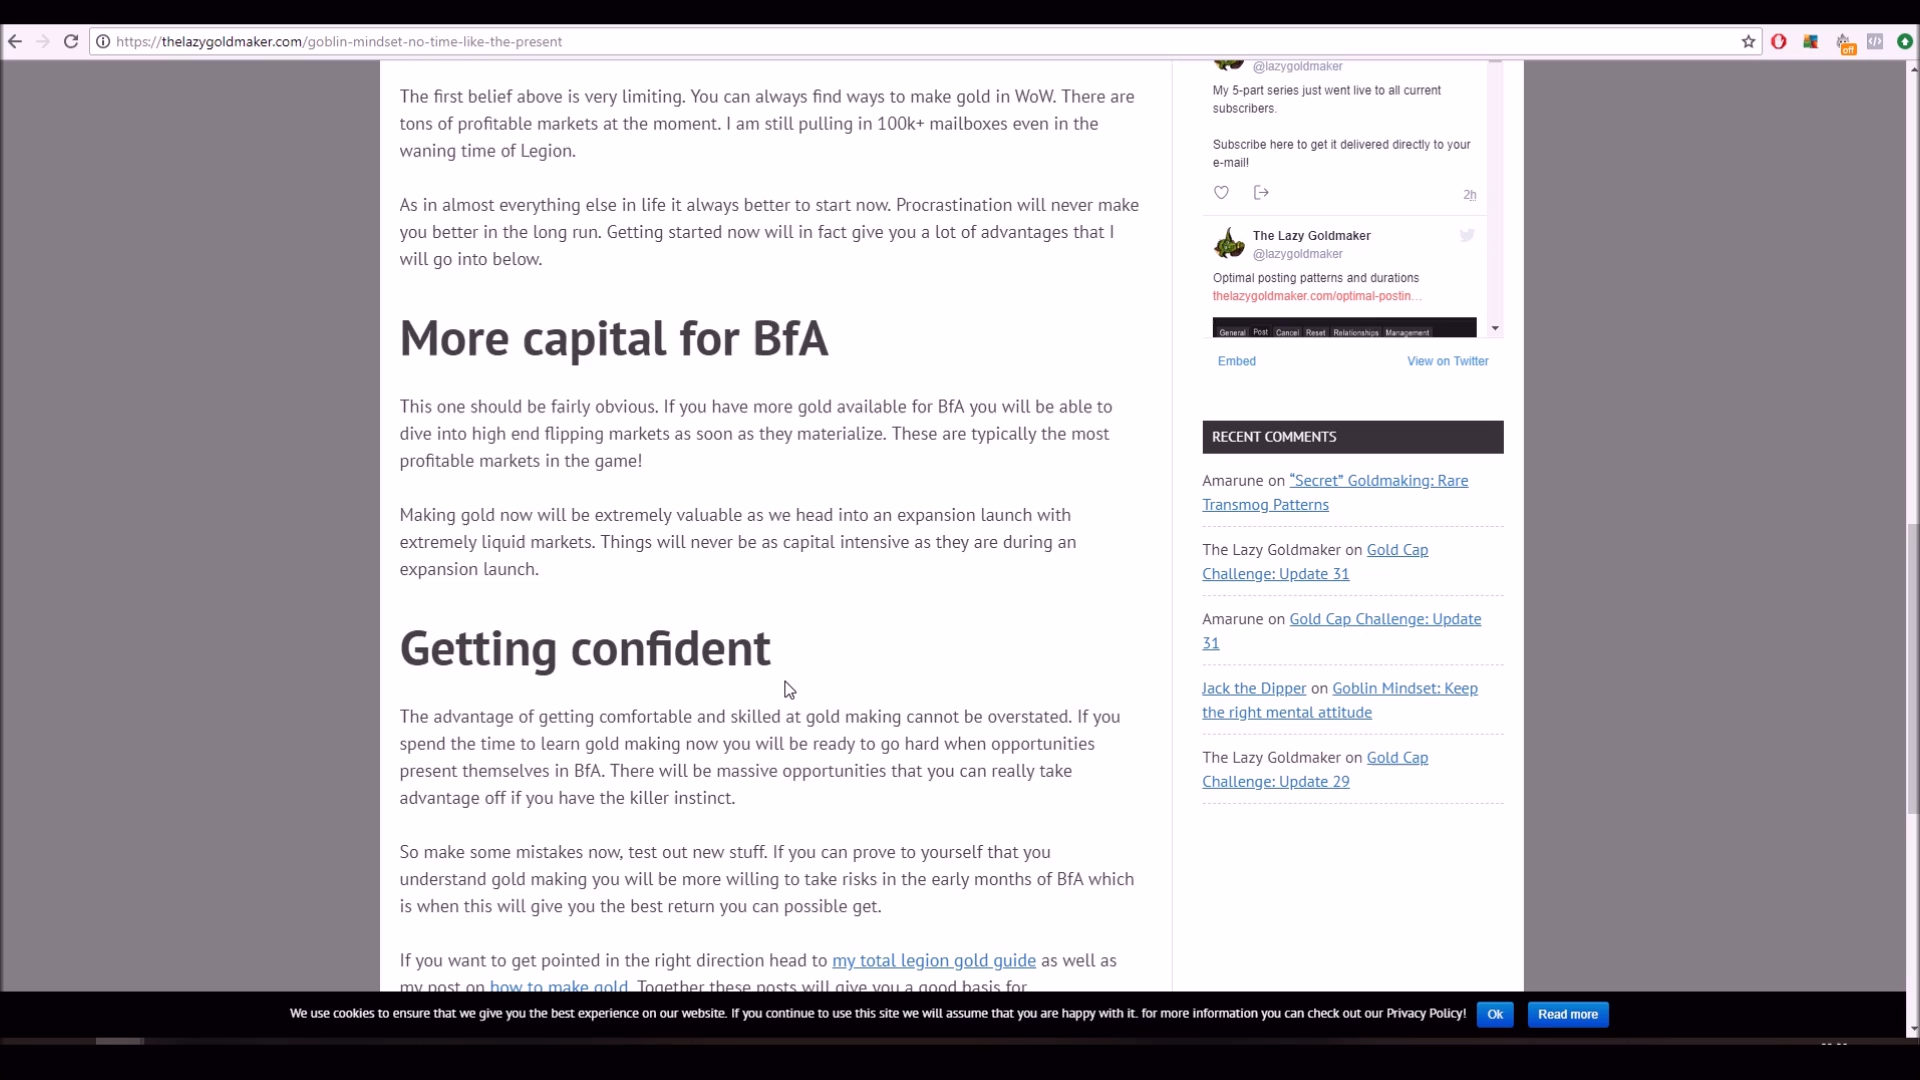 https://thelazygoldmaker.com/goblin-mindset-no-time-like-the-present
off
The first belief above is very limiting. You can always find ways to make gold in WoW. There are
tons of profitable markets at the moment. I am still pulling in 100k+ mailboxes even in the
waning time of Legion.
As in almost everything else in life it always better to start now. Procrastination will never make
you better in the long run. Getting started now will in fact give you a lot of advantages that I
will go into below.
More capital for BfA
This one should be fairly obvious. If you have more gold available for BfA you will be able to
dive into high end flipping markets as soon as they materialize. These are typically the most
profitable markets in the game!
Making gold now will be extremely valuable as we head into an expansion launch with
extremely liquid markets. Things will never be as capital intensive as they are during an
expansion launch.
Getting confident
The advantage of getting comfortable and skilled at gold making cannot be overstated. If you
spend the time to learn gold making now you will be ready to go hard when opportunities
present themselves in BfA. There will be massive opportunities that you can really take
advantage off if you have the killer instinct.
So make some mistakes now, test out new stuff. If you can prove to yourself that you
understand gold making you will be more willing to take risks in the early months of BfA which
is when this will give you the best return you can possible get.
If you want to get pointed in the right direction head to my total legion gold guide as well as
my post on how to make gold. Together these posts will give you a good basis for
@lazygoldmaker
My 5-part series just went live to all current
subscribers.
Subscribe here to get it delivered directly to your
e-mail!
2h
The Lazy Goldmaker
@lazygoldmaker
Optimal posting patterns and durations
thelazygoldmaker.com/optimal-postin…
General Post Cancel Reset Relationships Management
Embed View on Twitter
RECENT COMMENTS
Amarune on “Secret” Goldmaking: Rare
Transmog Patterns
The Lazy Goldmaker on Gold Cap
Challenge: Update 31
Amarune on Gold Cap Challenge: Update
31
Jack the Dipper on Goblin Mindset: Keep
the right mental attitude
The Lazy Goldmaker on Gold Cap
Challenge: Update 29
We use cookies to ensure that we give you the best experience on our website. If you continue to use this site we will assume that you are happy with it. for more information you can check out our Privacy Policy! Ok Read more